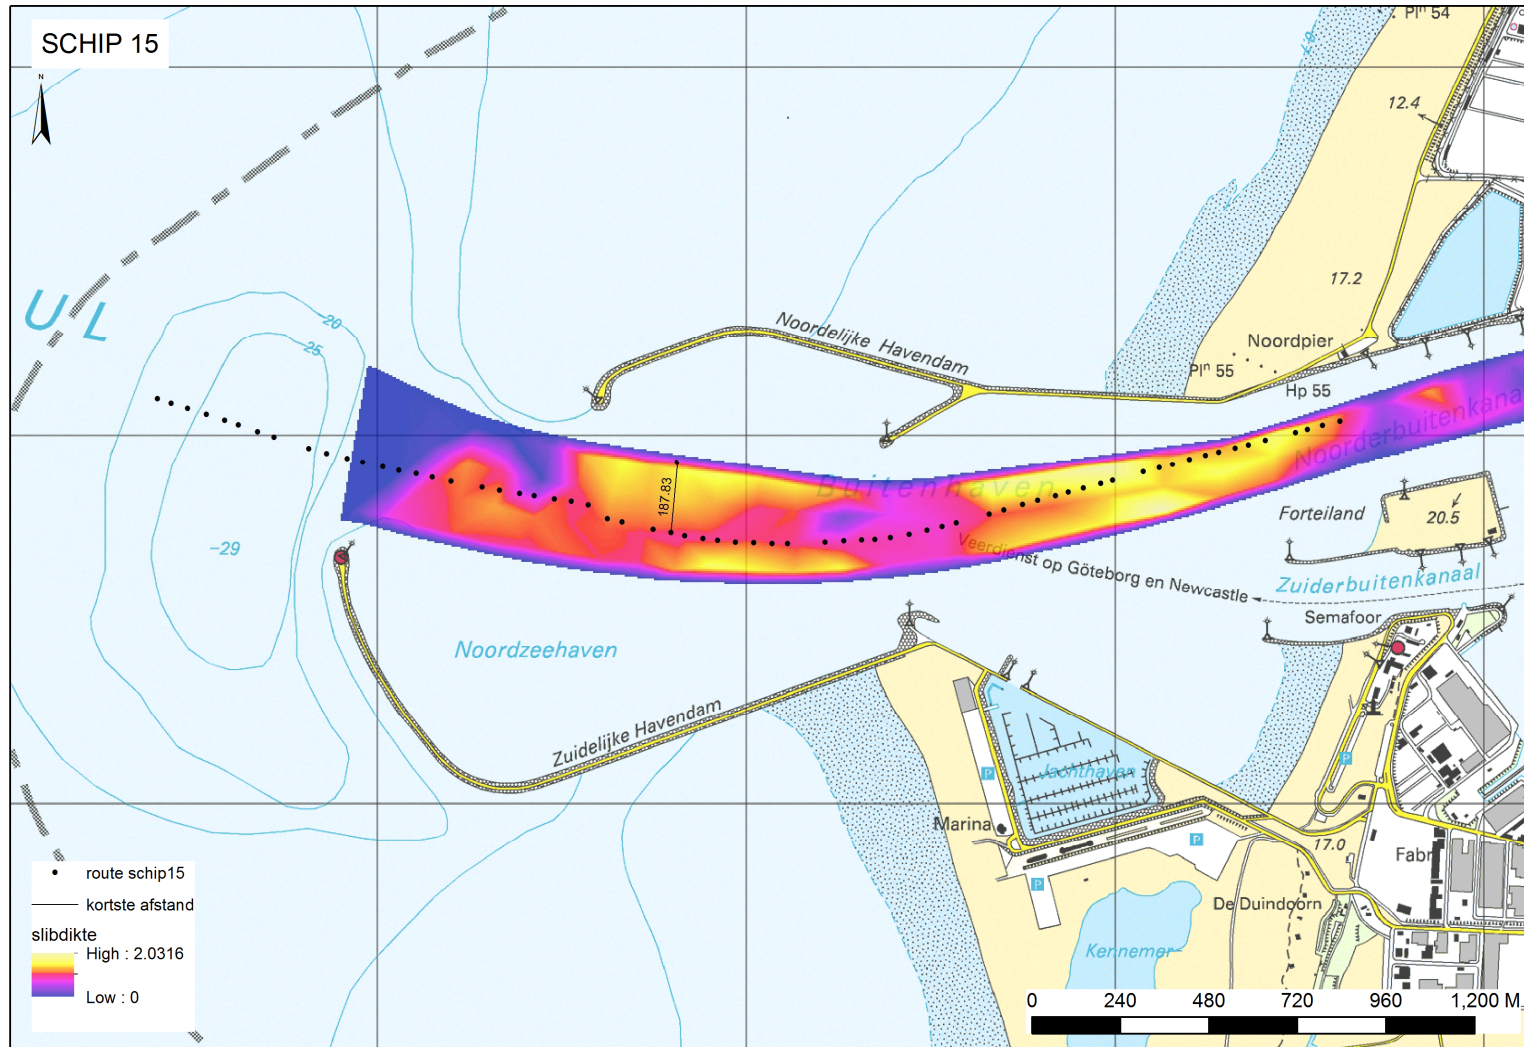 SCHIP 15
N
Plⁿ 54
6.7
12.4
17.2
U L
20
25
Noordelijke Havendam
Noordpier
Plⁿ 55
Hp 55
Noorderbuitenkana
187.83
Buitenhaven
Forteiland
20.5
−29
Veerdienst op Göteborg en Newcastle
Zuiderbuitenkanaal
Semafoor
Noordzeehaven
Zuidelijke Havendam
P
P
Jachthaven
Marina
P
17.0
Fabr
P
De Duindoorn
Kennemer-
route schip15
kortste afstand
slibdikte
High : 2.0316
Low : 0
0 240 480 720 960 1,200 M